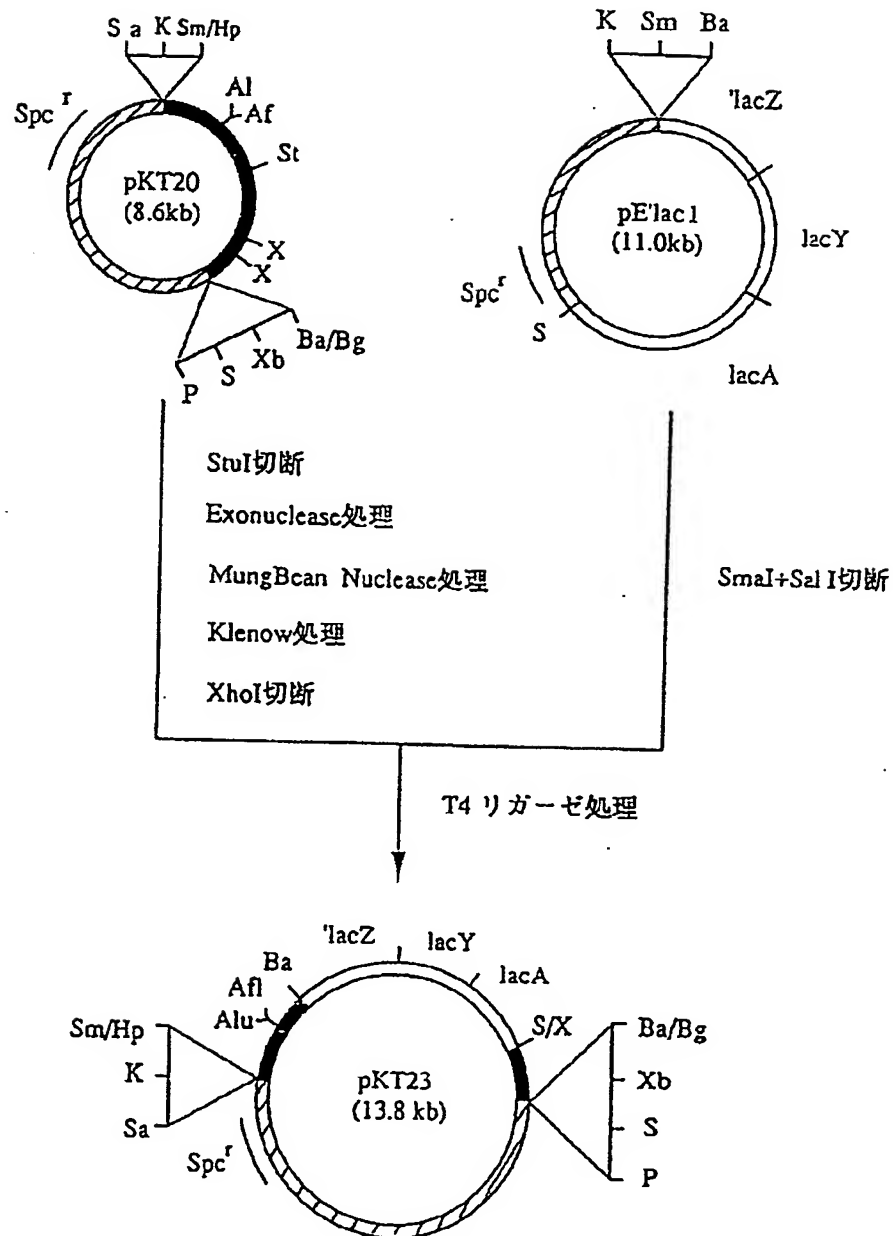 Sa K Sm/Hp
Al
Af
St
X
X
Spc r
pKT20
(8.6kb)
Ba/Bg
Xb
S
P
K Sm Ba
'lacZ
lacY
lacA
pE'lac1
(11.0kb)
Spc r
S
StuI切断
Exonuclease処理
MungBean Nuclease処理
Klenow処理
XhoI切断
SmaI+Sal I切断
T4 リガーゼ処理
'lacZ
lacY
lacA
Ba
Afl
Alu
Sm/Hp
K
Sa
Spc r
pKT23
(13.8 kb)
S/X
Ba/Bg
Xb
S
P